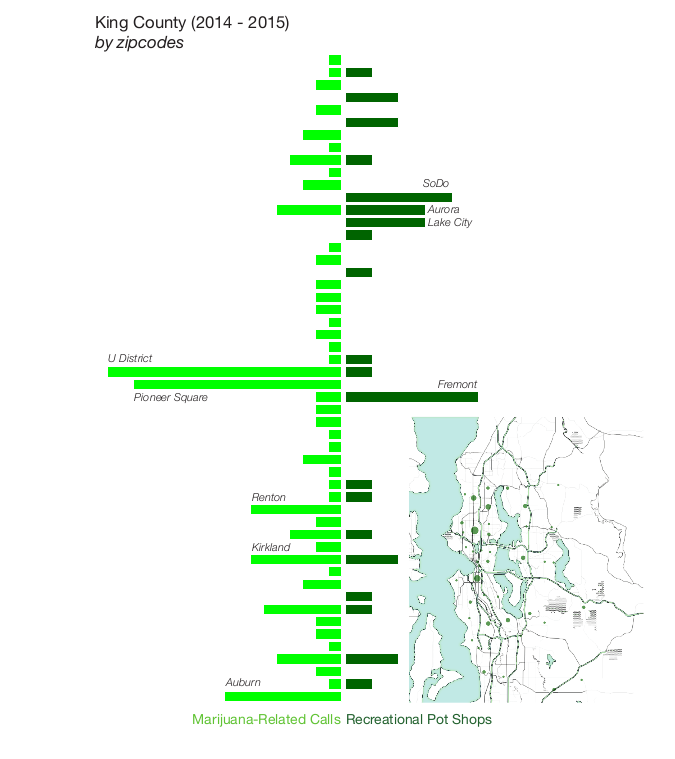 King County (2014 - 2015)
by zipcodes
SoDo
Aurora
Lake City
U District
Fremont
Pioneer Square
Renton
Kirkland
Auburn
Marijuana-Related Calls Recreational Pot Shops